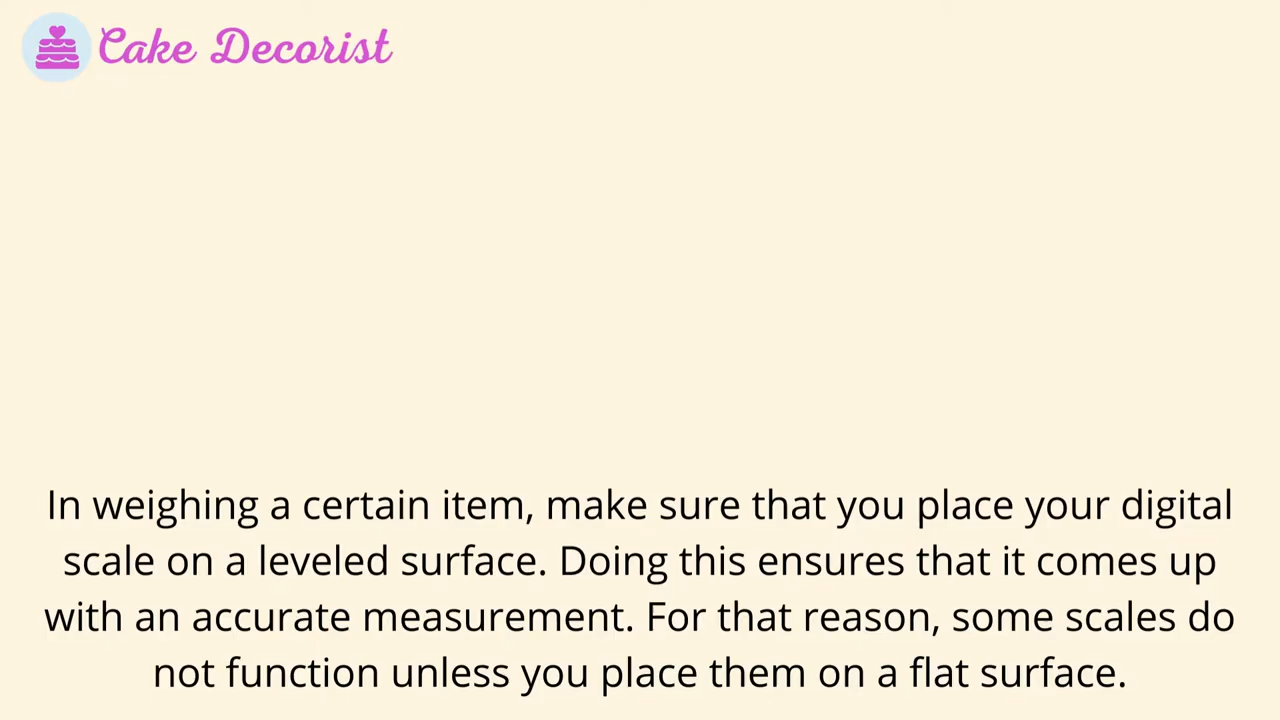 Cake Decorist
In weighing a certain item, make sure that you place your digital
scale on a leveled surface. Doing this ensures that it comes up
with an accurate measurement. For that reason, some scales do
not function unless you place them on a flat surface.